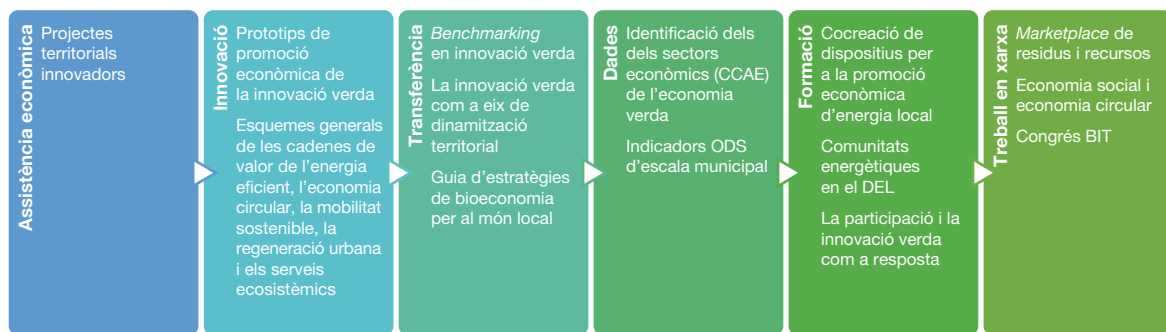 Assistència econòmica
Projectes
territorials
innovadors
Innovació
Prototips de
promoció
econòmica de
la innovació verda
Esquemes generals
de les cadenes de
valor de l’energia
eficient, l’economia
circular, la mobilitat
sostenible, la
regeneració urbana
i els serveis
ecosistèmics
Transferència
Benchmarking
en innovació verda
La innovació verda
com a eix de
dinamització
territorial
Guia d’estratègies
de bioeconomia
per al món local
Dades
Identificació dels
dels sectors
econòmics (CCAE)
de l’economia
verda
Indicadors ODS
d’escala municipal
Formació
Cocreació de
dispositius per
a la promoció
econòmica
d’energia local
Comunitats
energètiques
en el DEL
La participació i la
innovació verda
com a resposta
Treball en xarxa
Marketplace de
residus i recursos
Economia social i
economia circular
Congrés BIT